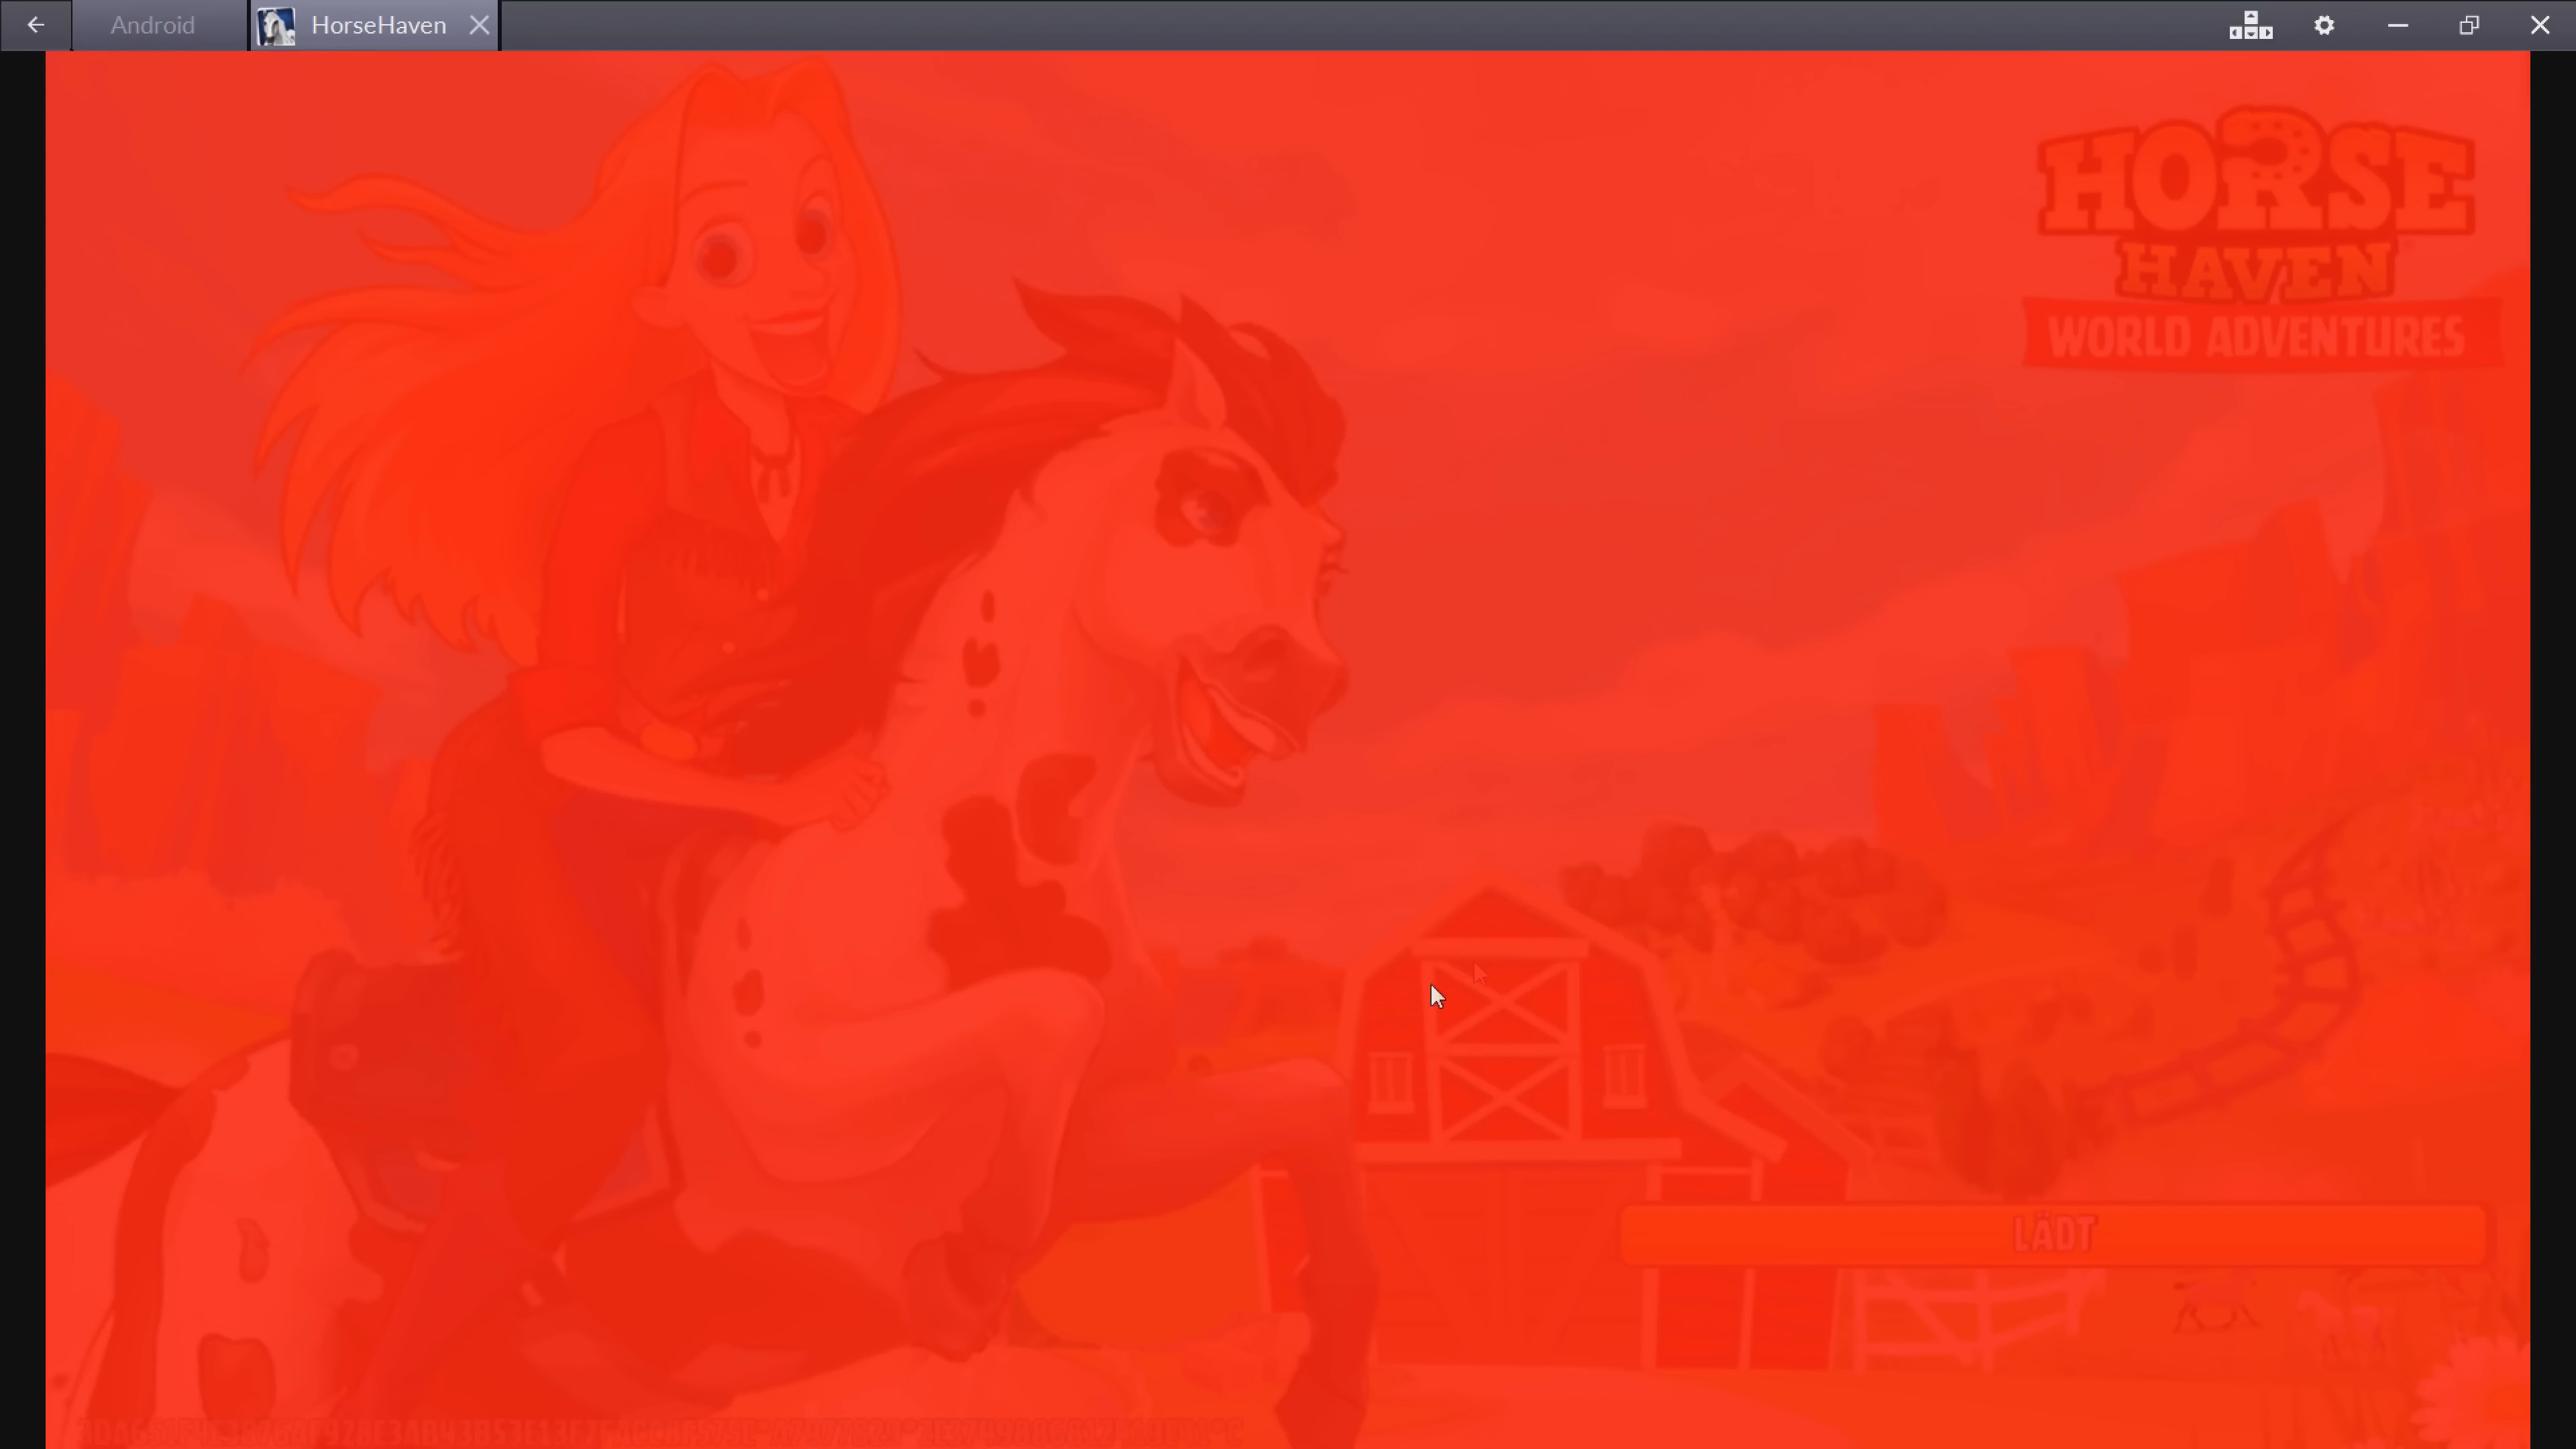 Android
HorseHaven
HORSE
HAVEN
WORLD ADVENTURES
LÄDT